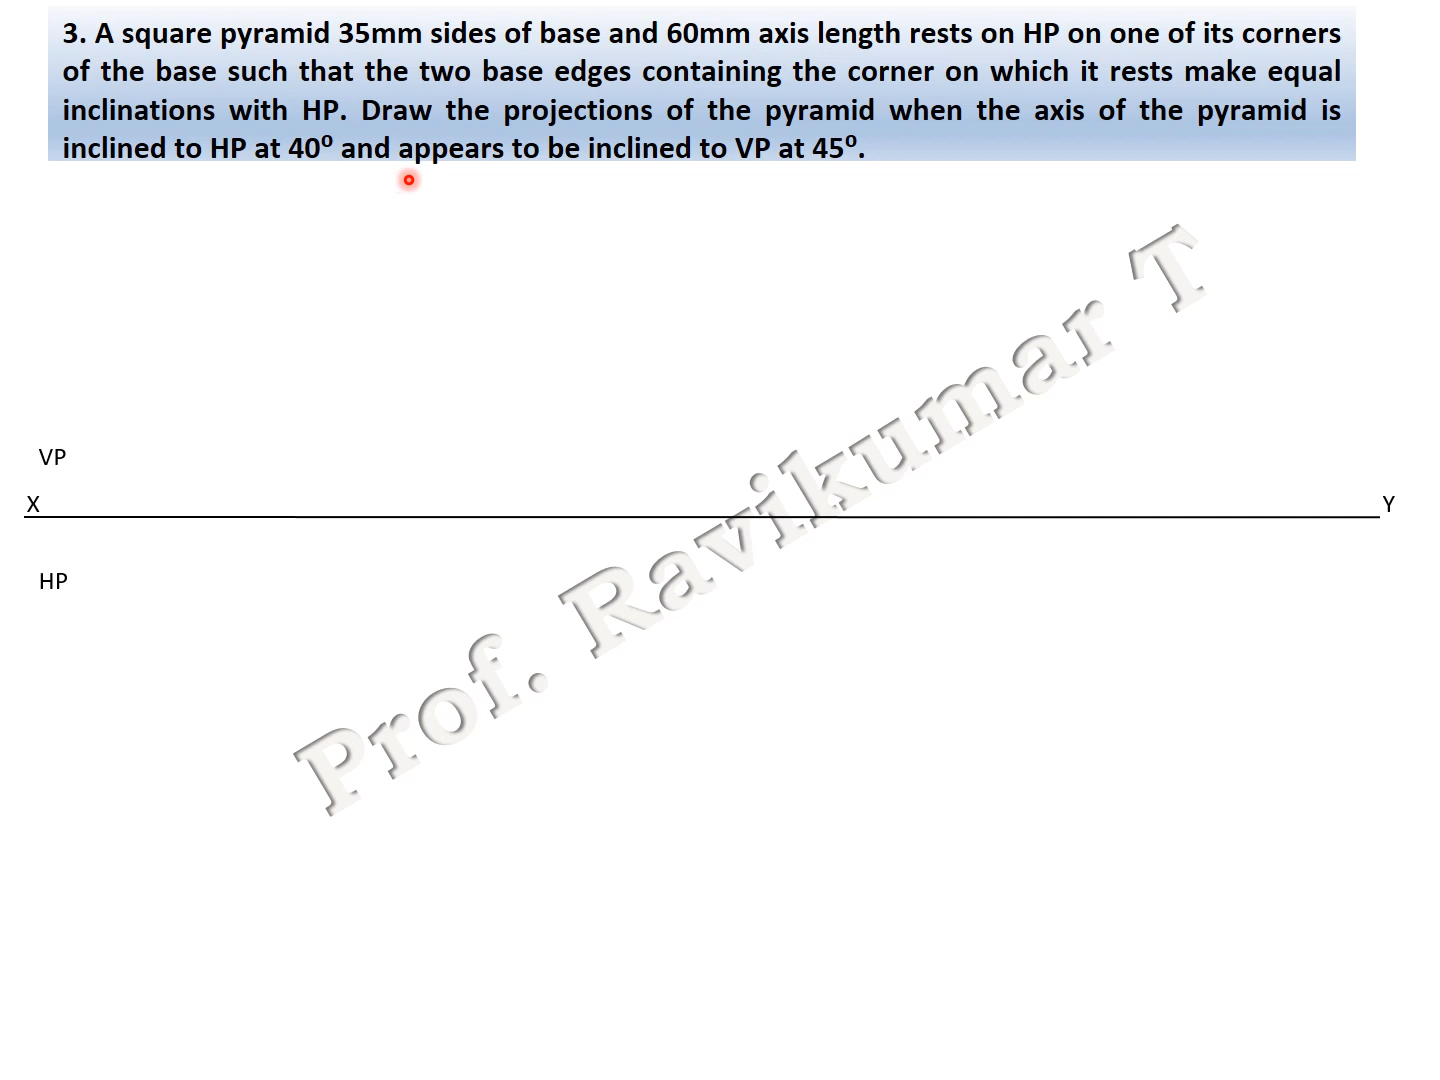 3. A square pyramid 35mm sides of base and 60mm axis length rests on HP on one of its corners
of the base such that the two base edges containing the corner on which it rests make equal
inclinations with HP. Draw the projections of the pyramid when the axis of the pyramid is
inclined to HP at 40⁰ and appears to be inclined to VP at 45⁰.
VP
X Y
HP
Prof. Ravikumar T